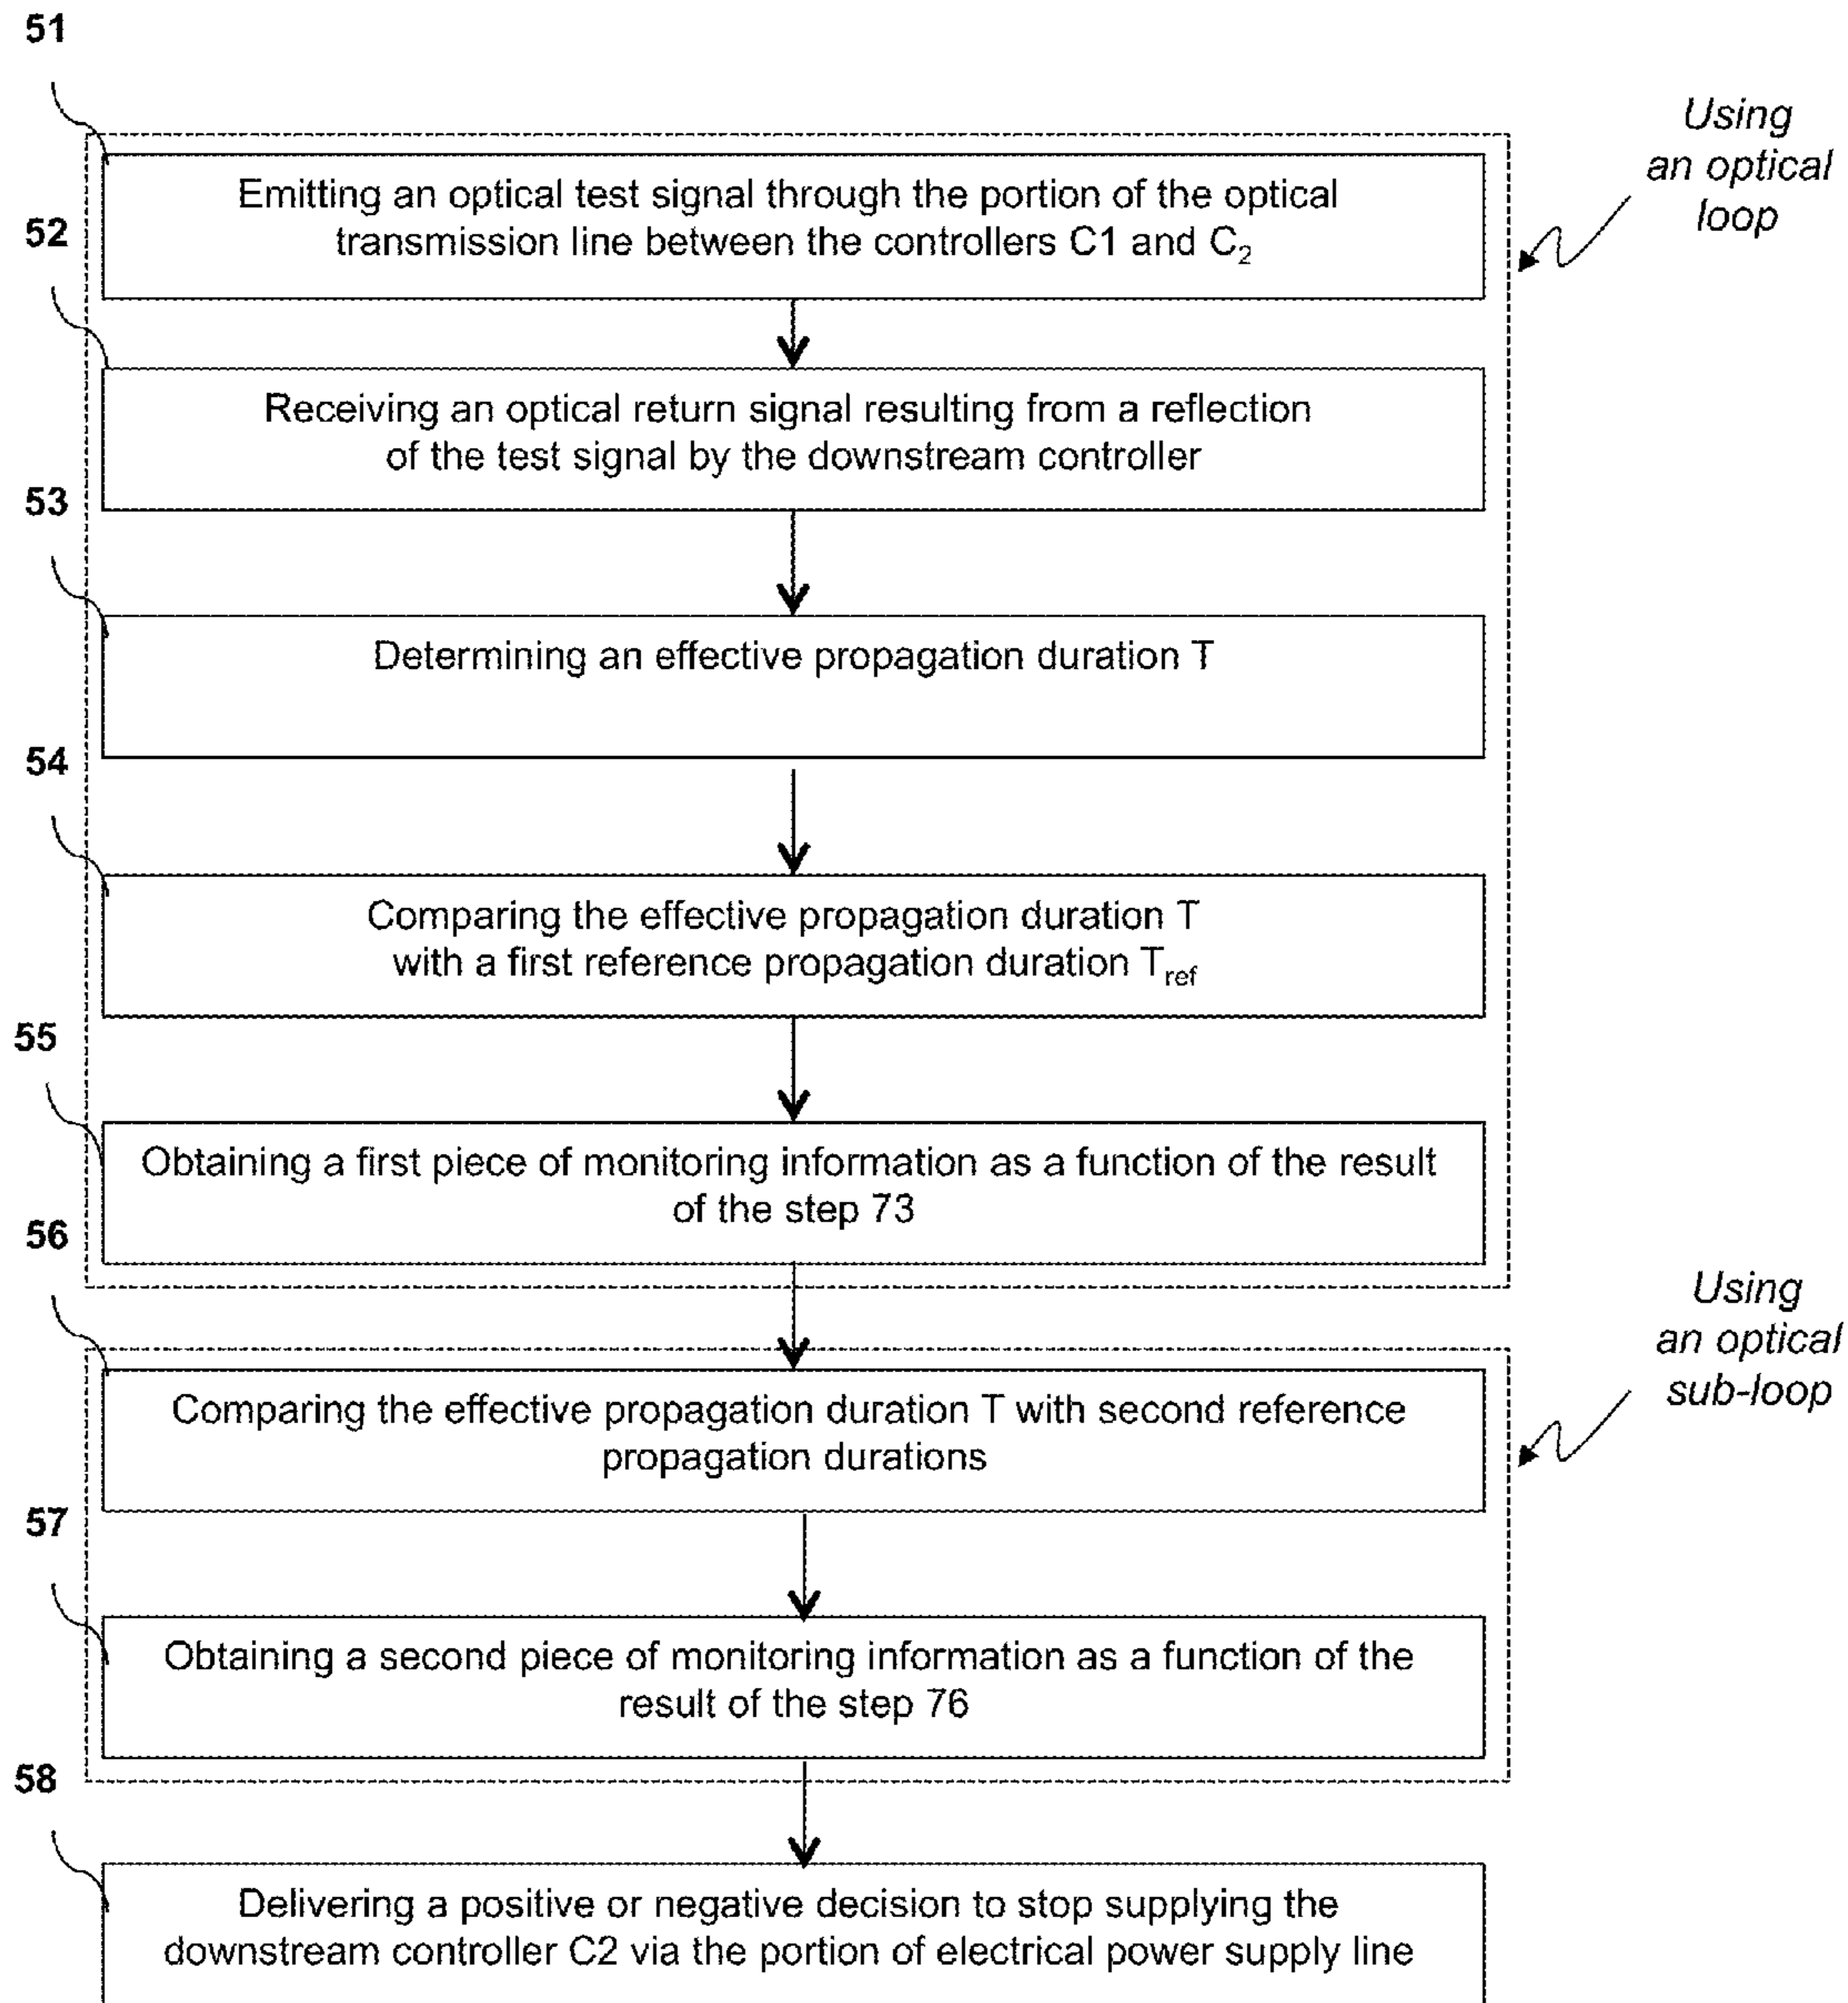 51
Using
an optical
loop
Emitting an optical test signal through the portion of the optical
transmission line between the controllers C1 and C₂
52
Receiving an optical return signal resulting from a reflection
of the test signal by the downstream controller
53
Determining an effective propagation duration T
54
Comparing the effective propagation duration T
with a first reference propagation duration Tref
55
Obtaining a first piece of monitoring information as a function of the result
of the step 73
56
Using
an optical
sub-loop
Comparing the effective propagation duration T with second reference
propagation durations
57
Obtaining a second piece of monitoring information as a function of the
result of the step 76
58
Delivering a positive or negative decision to stop supplying the
downstream controller C2 via the portion of electrical power supply line